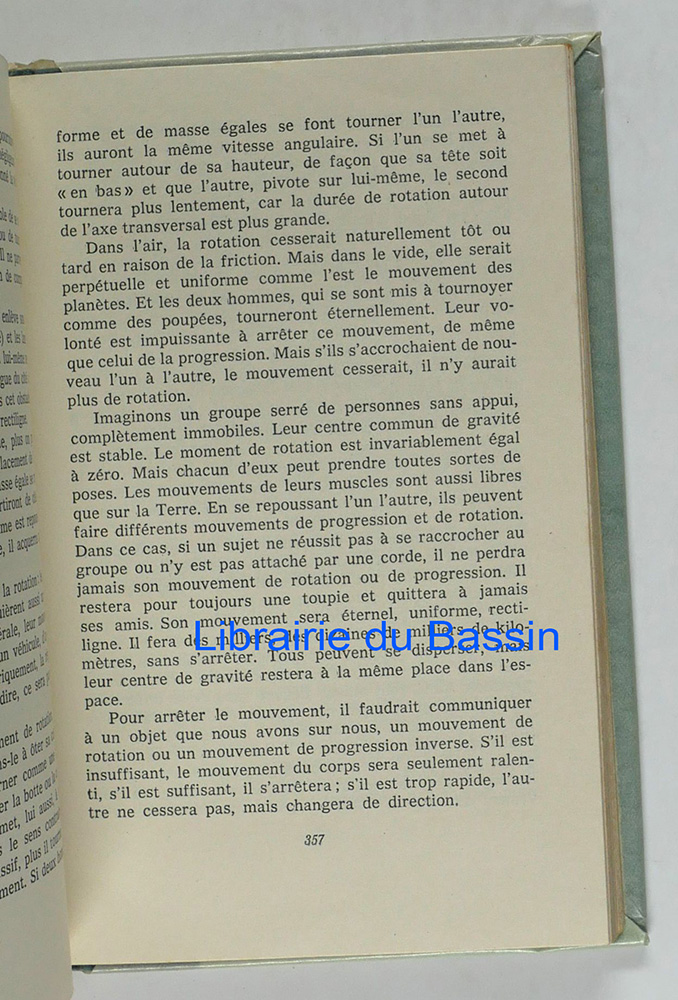 forme et de masse égales se font tourner l'un l'autre,
ils auront la même vitesse angulaire. Si l'un se met à
tourner autour de sa hauteur, de façon que sa tête soit
« en bas » et que l'autre, pivote sur lui-même, le second
tournera plus lentement, car la durée de rotation autour
de l'axe transversal est plus grande.
Dans l'air, la rotation cesserait naturellement tôt ou
tard en raison de la friction. Mais dans le vide, elle serait
perpétuelle et uniforme comme l'est le mouvement des
planètes. Et les deux hommes, qui se sont mis à tournoyer
comme des poupées, tourneront éternellement. Leur vo-
lonté est impuissante à arrêter ce mouvement, de même
que celui de la progression. Mais s'ils s'accrochaient de nou-
veau l'un à l'autre, le mouvement cesserait, il n'y aurait
plus de rotation.
Imaginons un groupe serré de personnes sans appui,
complètement immobiles. Leur centre commun de gravité
est stable. Le moment de rotation est invariablement égal
à zéro. Mais chacun d'eux peut prendre toutes sortes de
poses. Les mouvements de leurs muscles sont aussi libres
que sur la Terre. En se repoussant l'un l'autre, ils peuvent
faire différents mouvements de progression et de rotation.
Dans ce cas, si un sujet ne réussit pas à se raccrocher au
groupe ou n'y est pas attaché par une corde, il ne perdra
jamais son mouvement de rotation ou de progression. Il
restera pour toujours une toupie et quittera à jamais
ses amis. Son mouvement sera éternel, uniforme, recti-
ligne. Il fera des milliers, des dizaines de milliers de kilo-
mètres, sans s'arrêter. Tous peuvent se disperser, mais
leur centre de gravité restera à la même place dans l'es-
pace.
Pour arrêter le mouvement, il faudrait communiquer
à un objet que nous avons sur nous, un mouvement de
rotation ou un mouvement de progression inverse. S'il est
insuffisant, le mouvement du corps sera seulement ralen-
ti, s'il est suffisant, il s'arrêtera ; s'il est trop rapide, l'au-
tre ne cessera pas, mais changera de direction.
357
Librairie du Bassin